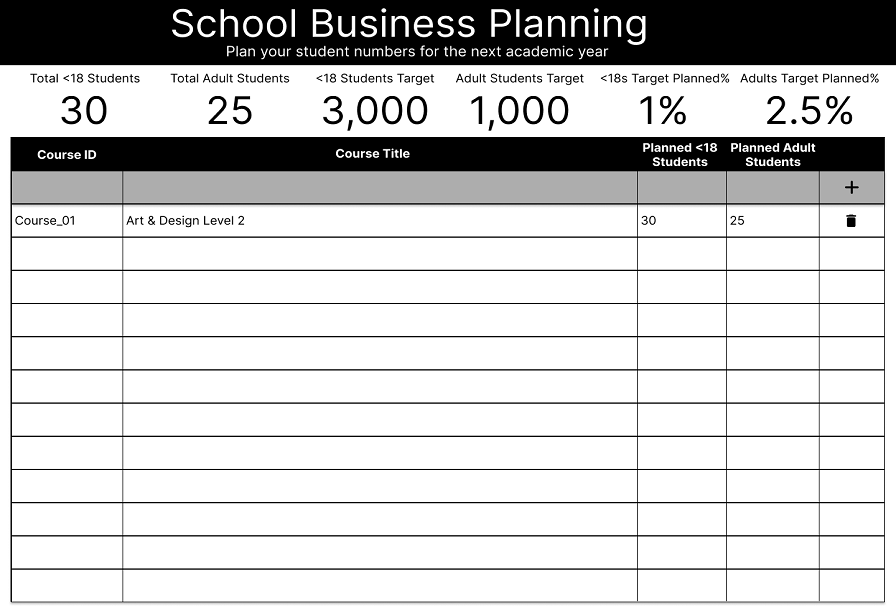 School Business Planning
Plan your student numbers for the next academic year
Total <18 Students Total Adult Students <18 Students Target Adult Students Target <18s Target Planned% Adults Target Planned%
30 25 3,000 1,000 1% 2.5%
Course ID Course Title Planned <18 Students Planned Adult Students
+
Course_01 Art & Design Level 2 30 25